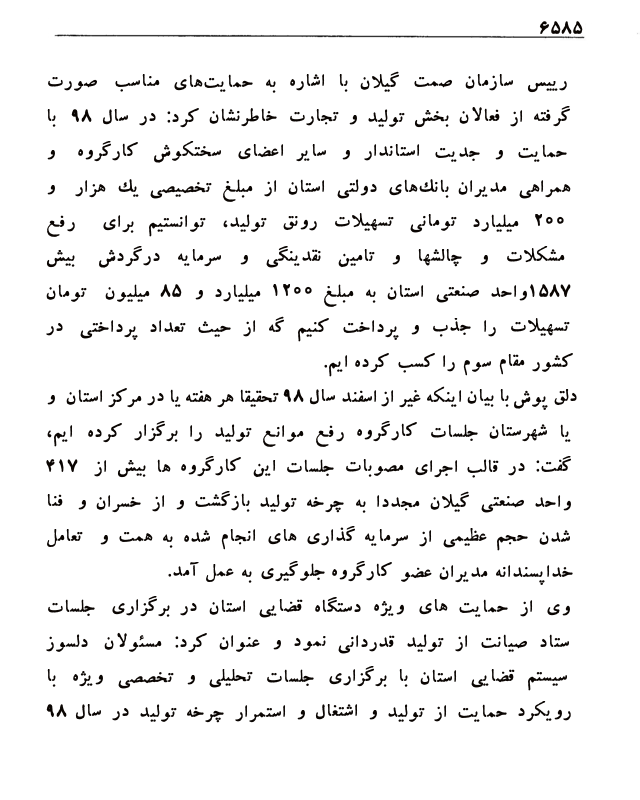 ۶۵۸۵
رییس سازمان صمت گیلان با اشاره به حمایت‌های مناسب صورت
گرفته از فعالان بخش تولید و تجارت خاطرنشان کرد: در سال ۹۸ با
حمایت و جدیت استاندار و سایر اعضای سختکوش کارگروه و
همراهی مدیران بانک‌های دولتی استان از مبلغ تخصیصی یك هزار و
۲۰۰ میلیارد تومانی تسهیلات رونق تولید، توانستیم برای رفع
مشکلات و چالشها و تامین نقدینگی و سرمایه درگردش بیش
۱۵۸۷واحد صنعتی استان به مبلغ ۱۲۰۰ میلیارد و ۸۵ میلیون تومان
تسهیلات را جذب و پرداخت کنیم گه از حیث تعداد پرداختی در
کشور مقام سوم را کسب کرده ایم.
دلق پوش با بیان اینکه غیر از اسفند سال ۹۸ تحقیقا هر هفته یا در مرکز استان و
یا شهرستان جلسات کارگروه رفع موانع تولید را برگزار کرده ایم،
گفت: در قالب اجرای مصوبات جلسات این کارگروه ها بیش از ۴۱۷
واحد صنعتی گیلان مجددا به چرخه تولید بازگشت و از خسران و فنا
شدن حجم عظیمی از سرمایه گذاری های انجام شده به همت و تعامل
خداپسندانه مدیران عضو کارگروه جلوگیری به عمل آمد.
وی از حمایت های ویژه دستگاه قضایی استان در برگزاری جلسات
ستاد صیانت از تولید قدردانی نمود و عنوان کرد: مسئولان دلسوز
سیستم قضایی استان با برگزاری جلسات تحلیلی و تخصصی ویژه با
رویکرد حمایت از تولید و اشتغال و استمرار چرخه تولید در سال ۹۸